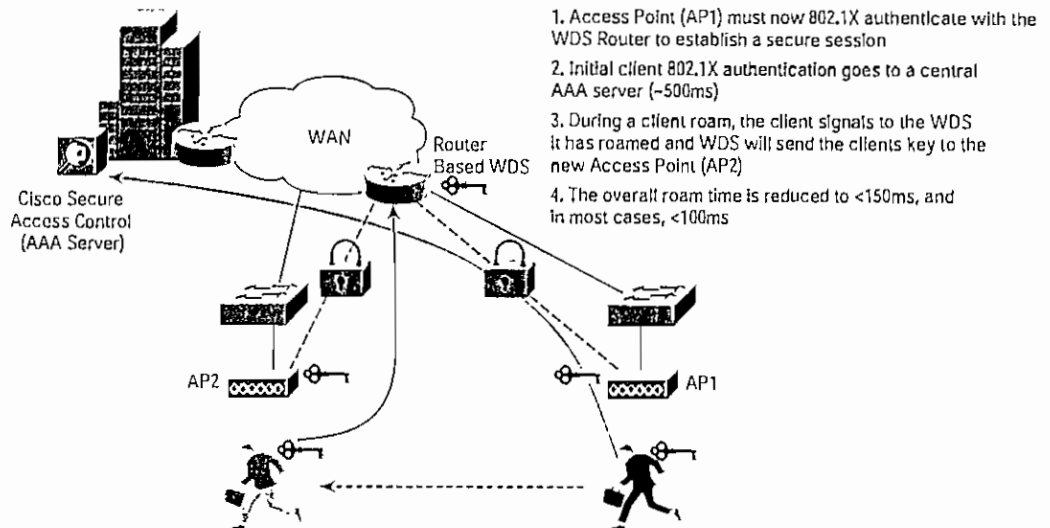 1. Access Point (AP1) must now 802.1X authenticate with the
WDS Router to establish a secure session
2. Initial client 802.1X authentication goes to a central
AAA server (~500ms)
3. During a client roam, the client signals to the WDS
it has roamed and WDS will send the clients key to the
new Access Point (AP2)
4. The overall roam time is reduced to <150ms, and
in most cases, <100ms
WAN
Router
Based WDS
Cisco Secure
Access Control
(AAA Server)
AP2
AP1